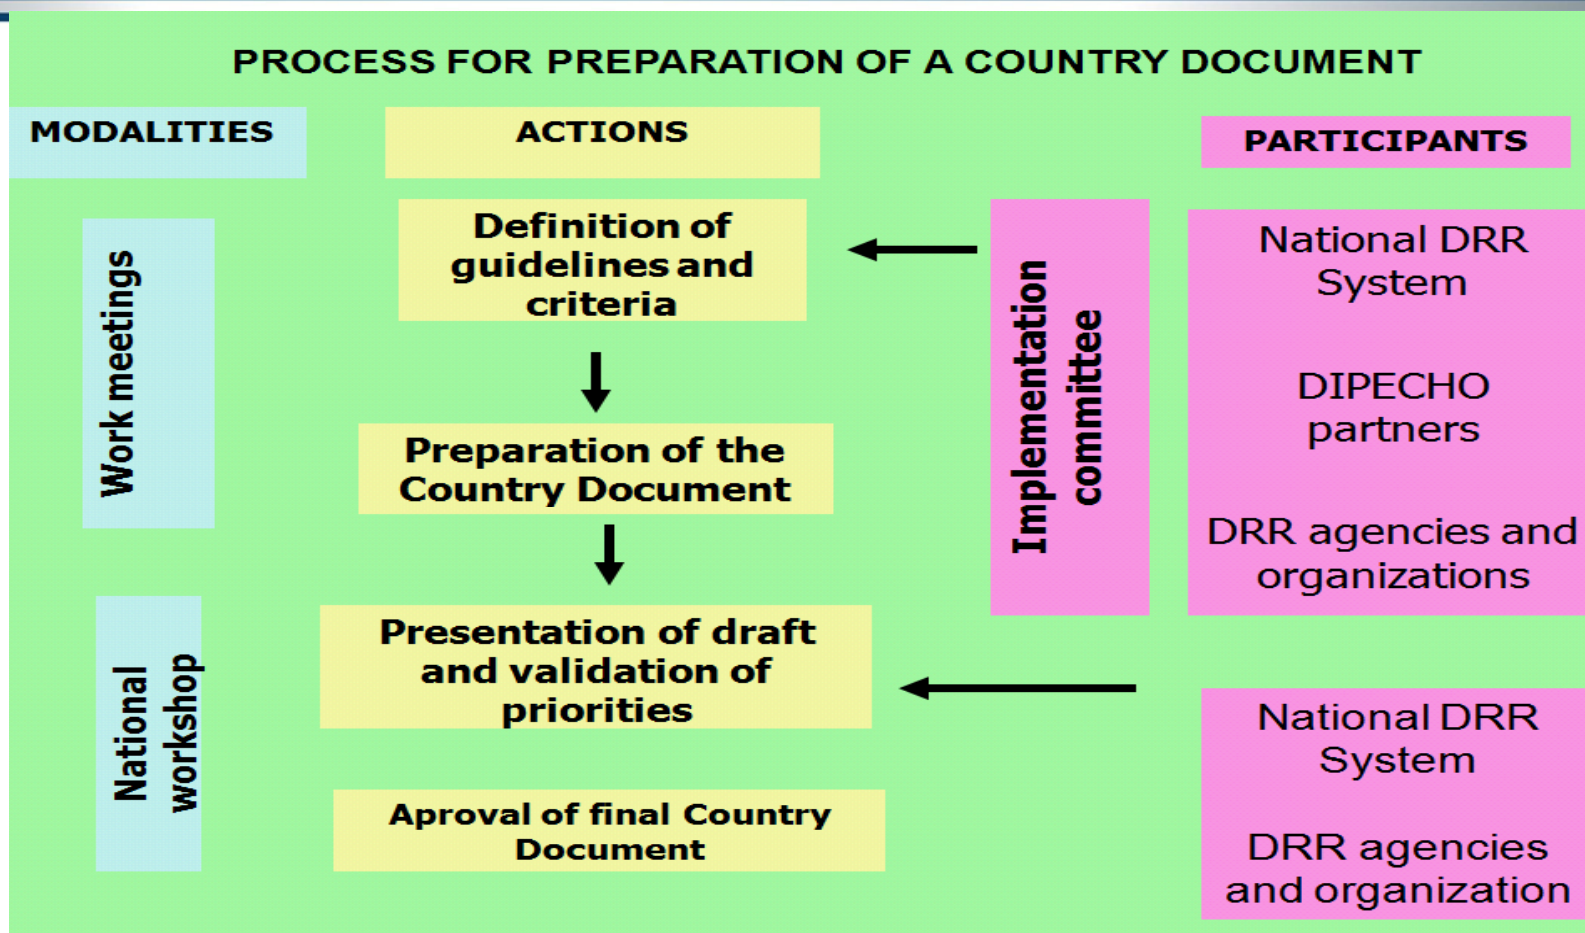 PROCESS FOR PREPARATION OF A COUNTRY DOCUMENT
MODALITIES
ACTIONS
PARTICIPANTS
Work meetings
Definition of
guidelines and
criteria
Preparation of the
Country Document
Implementation
committee
National DRR
System
DIPECHO
partners
DRR agencies and
organizations
National
workshop
Presentation of draft
and validation of
priorities
Aproval of final Country
Document
National DRR
System
DRR agencies
and organization